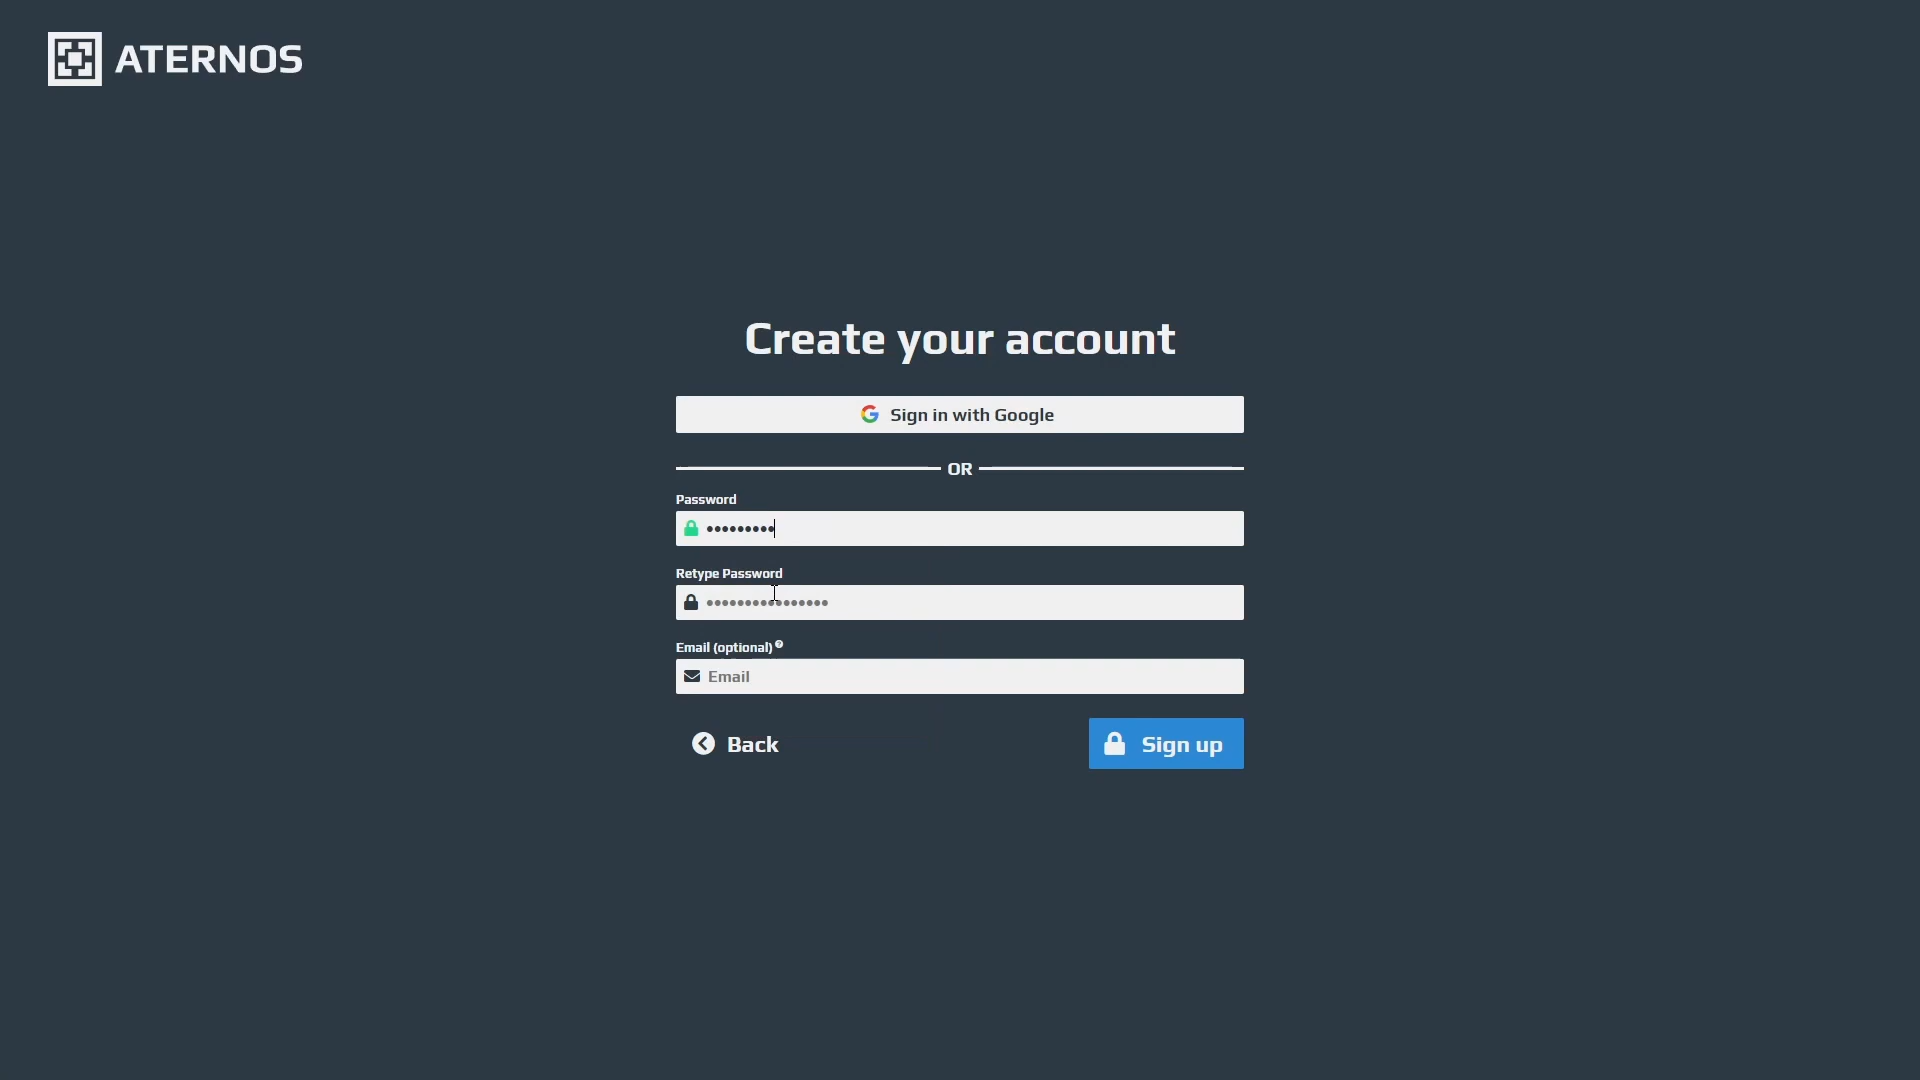 ATERNOS
Create your account
Sign in with Google
OR
Password
•••••••••
Retype Password
••••••••••••••••
Email (optional) ?
Email
Back
Sign up